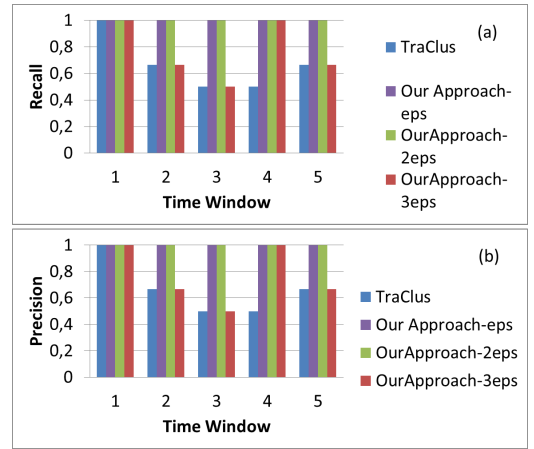 (a)
Recall
1
0,8
0,6
0,4
0,2
0
1 2 3 4 5
Time Window
TraClus
Our Approach-
eps
OurApproach-
2eps
OurApproach-
3eps
(b)
Precision
1
0,8
0,6
0,4
0,2
0
1 2 3 4 5
Time Window
TraClus
Our Approach-eps
OurApproach-2eps
OurApproach-3eps